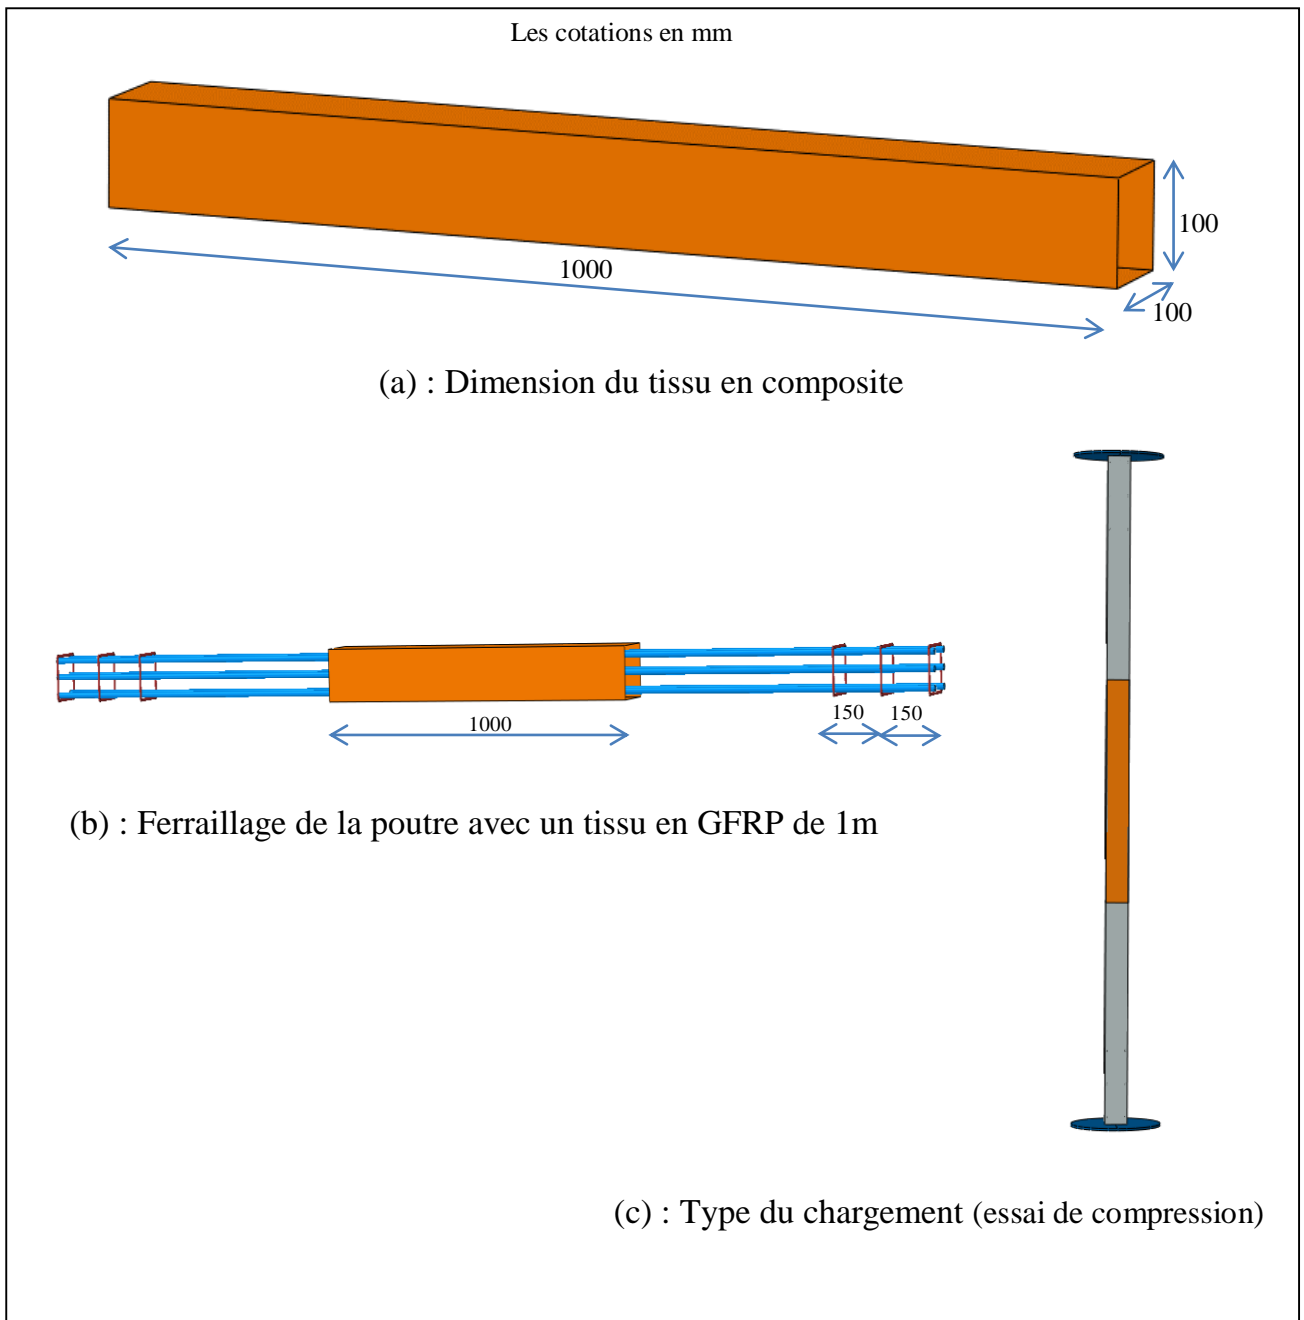 Les cotations en mm
100
1000
100
(a) : Dimension du tissu en composite
150
150
1000
(b) : Ferraillage de la poutre avec un tissu en GFRP de 1m
(c) : Type du chargement (essai de compression)